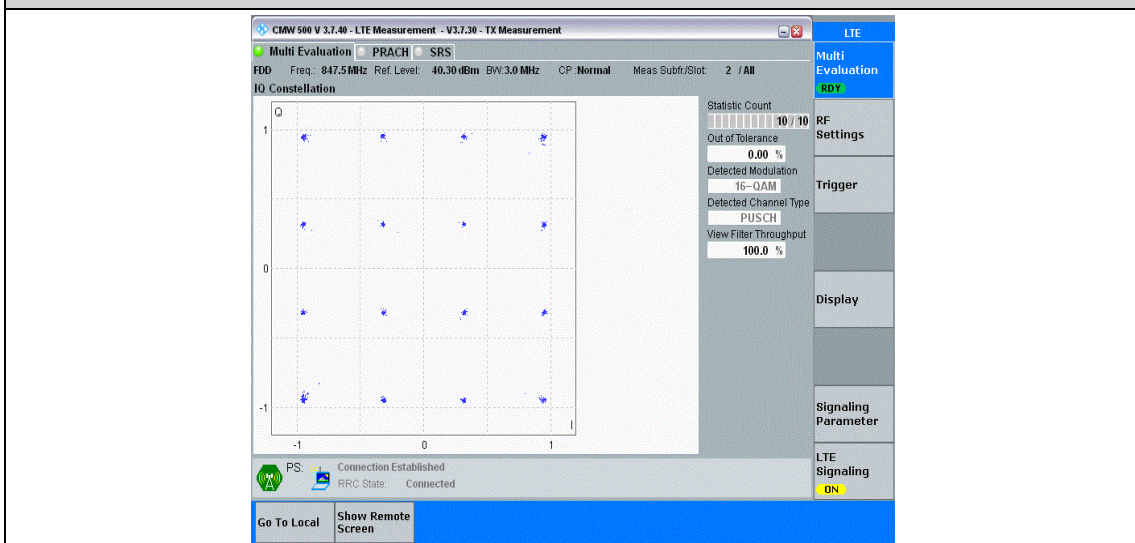 CMW 500 V 3.7.40 - LTE Measurement - V3.7.30 - TX Measurement
LTE
Multi Evaluation PRACH SRS
Multi
Evaluation
RDY
FDD Freq.: 847.5 MHz Ref. Level: 40.30 dBm BW: 3.0 MHz CP :Normal Meas Subfr./Slot: 2 / All
IQ Constellation
Q
1
0
-1
-1 0 1
I
Statistic Count
10 / 10
Out of Tolerance
0.00 %
Detected Modulation
16-QAM
Detected Channel Type
PUSCH
View Filter Throughput
100.0 %
RF
Settings
Trigger
Display
Signaling
Parameter
LTE
Signaling
ON
PS: Connection Established
RRC State: Connected
Go To Local
Show Remote
Screen